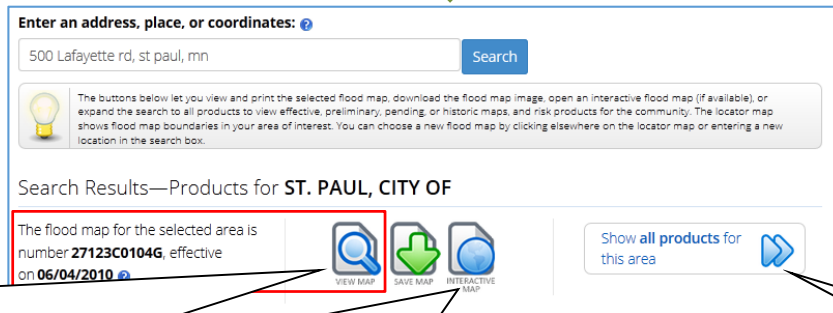 Enter an address, place, or coordinates: ?
500 Lafayette rd, st paul, mn
Search
The buttons below let you view and print the selected flood map, download the flood map image, open an interactive flood map (if available), or
expand the search to all products to view effective, preliminary, pending, or historic maps, and risk products for the community. The locator map
shows flood map boundaries in your area of interest. You can choose a new flood map by clicking elsewhere on the locator map or entering a new
location in the search box.
Search Results—Products for ST. PAUL, CITY OF
The flood map for the selected area is
number 27123C0104G, effective
on 06/04/2010 ?
VIEW MAP
SAVE MAP
INTERACTIVE
MAP
Show all products for
this area